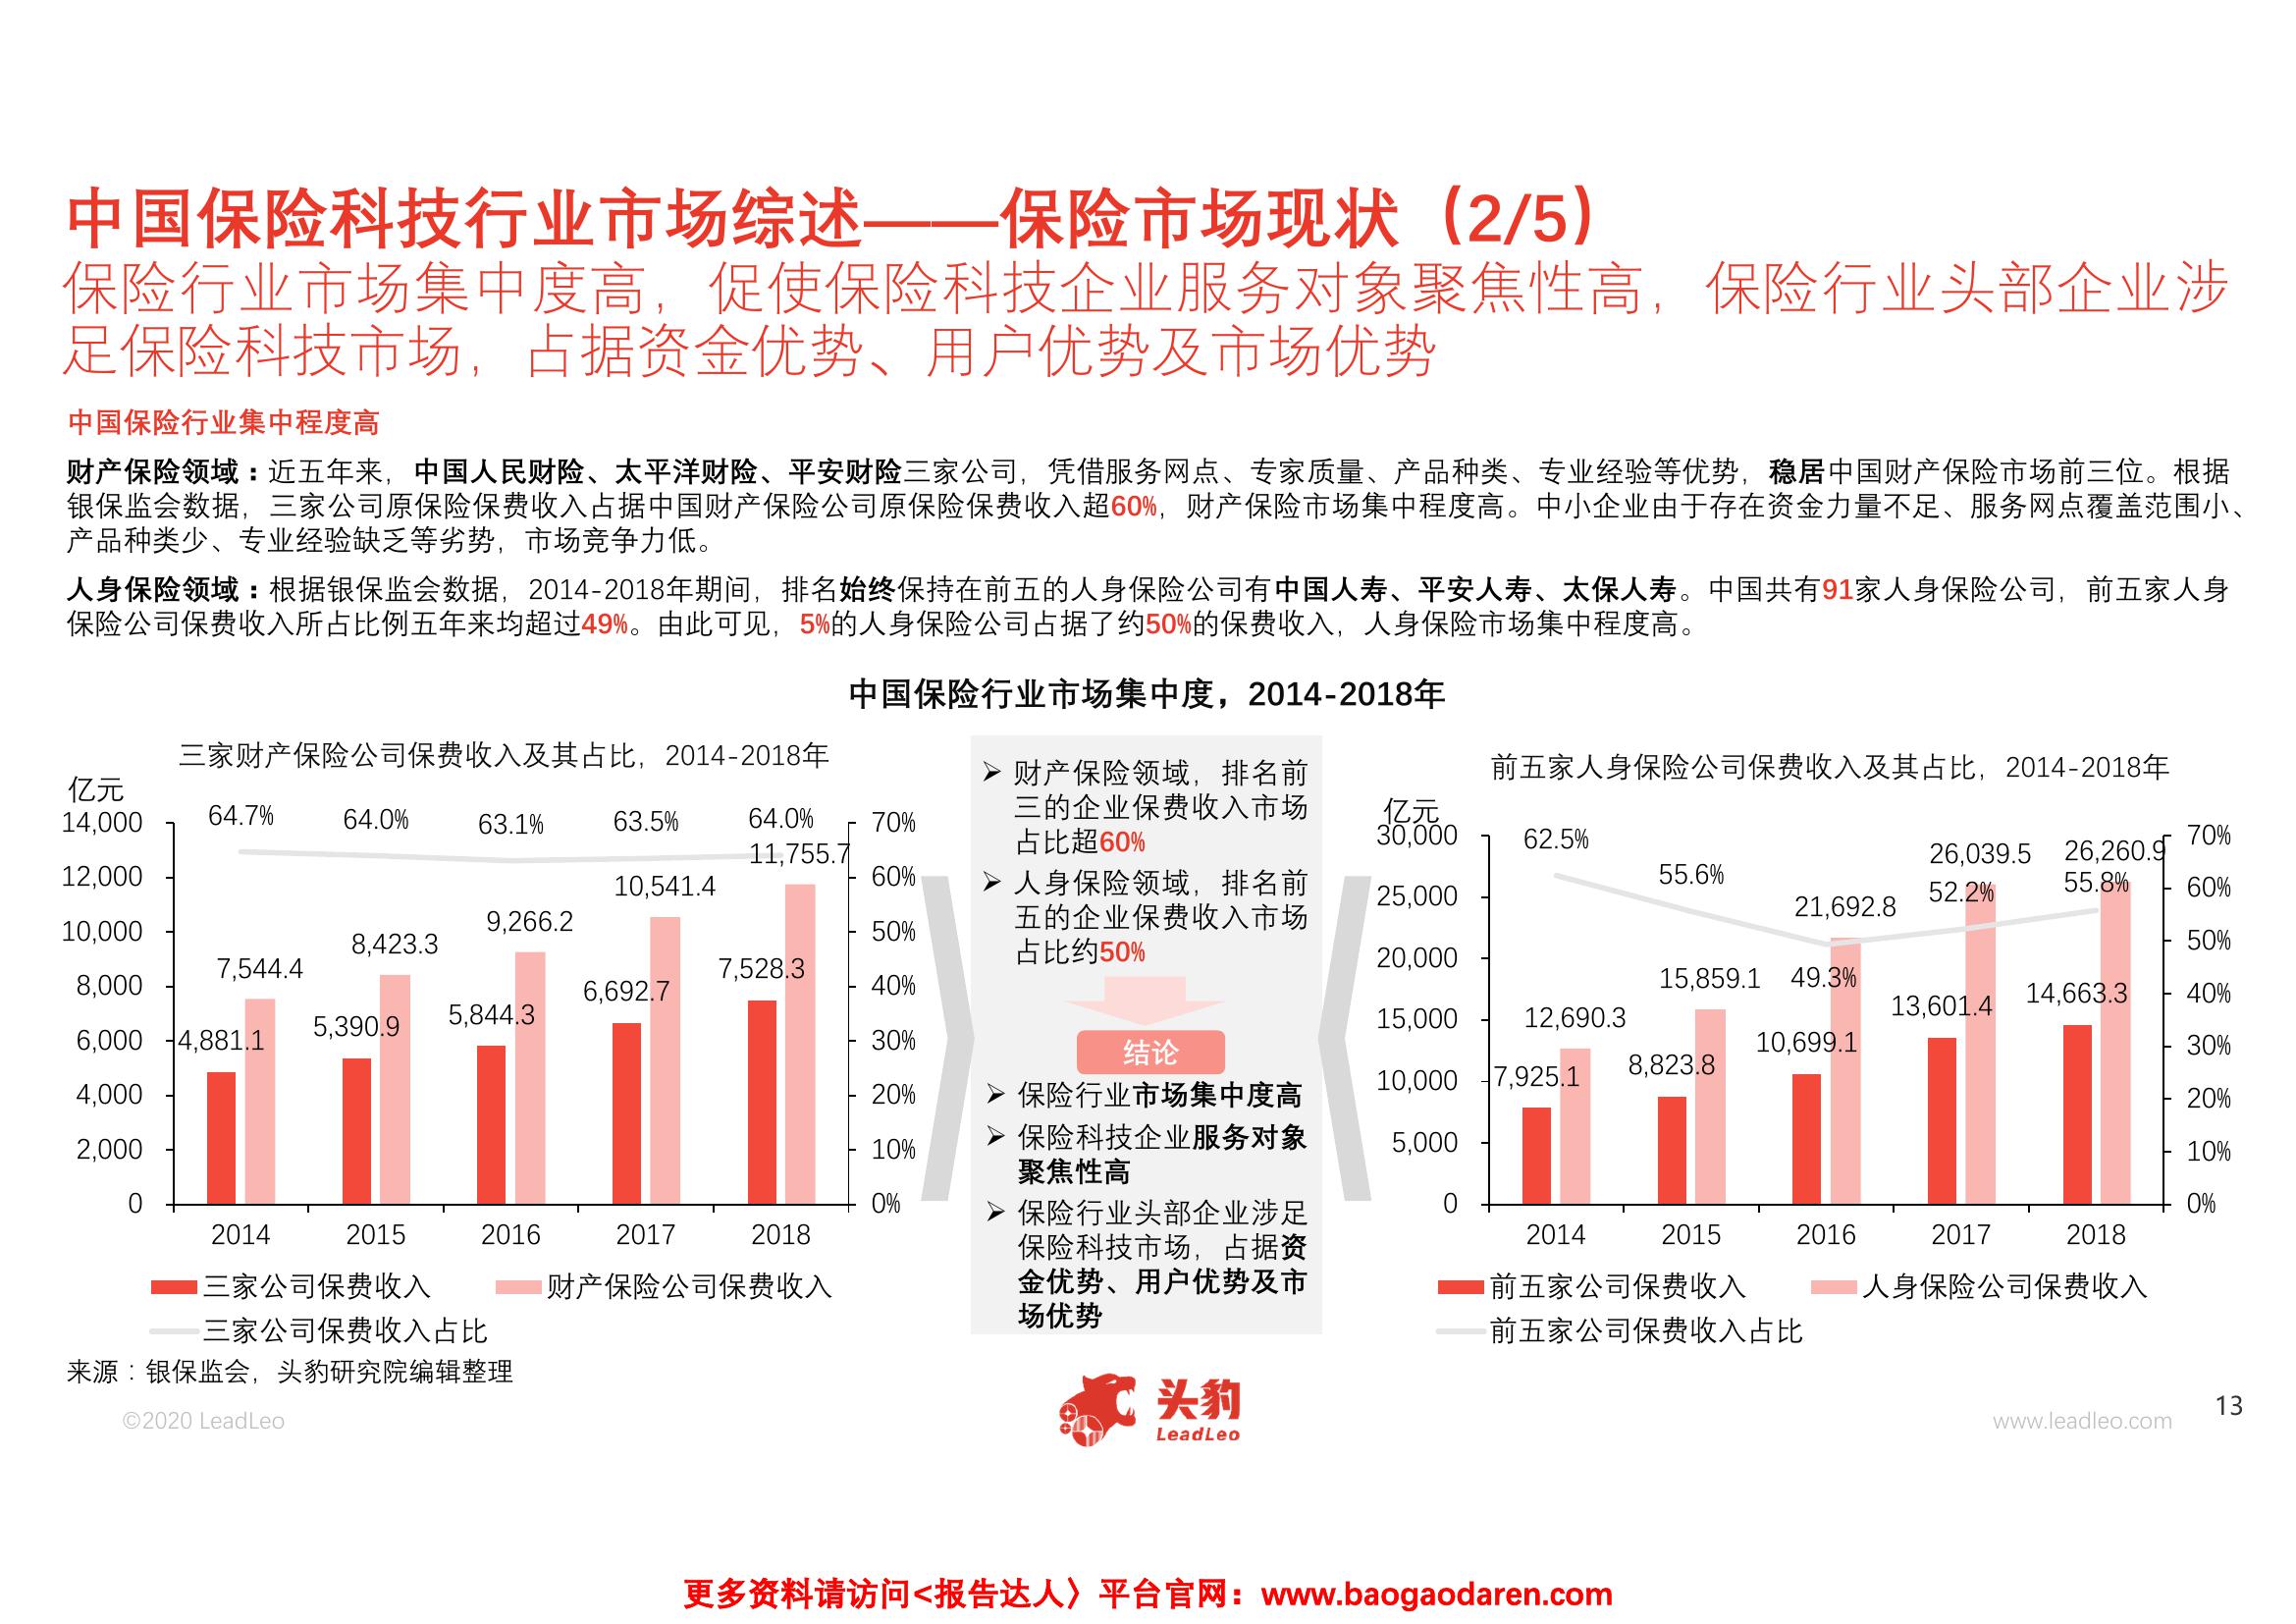 中国保险科技行业市场综述——保险市场现状（2/5）
保险行业市场集中度高，促使保险科技企业服务对象聚焦性高，保险行业头部企业涉
足保险科技市场，占据资金优势、用户优势及市场优势
中国保险行业集中程度高
财产保险领域：近五年来，中国人民财险、太平洋财险、平安财险三家公司，凭借服务网点、专家质量、产品种类、专业经验等优势，稳居中国财产保险市场前三位。根据
银保监会数据，三家公司原保险保费收入占据中国财产保险公司原保险保费收入超60%，财产保险市场集中程度高。中小企业由于存在资金力量不足、服务网点覆盖范围小、
产品种类少、专业经验缺乏等劣势，市场竞争力低。
人身保险领域：根据银保监会数据，2014-2018年期间，排名始终保持在前五的人身保险公司有中国人寿、平安人寿、太保人寿。中国共有91家人身保险公司，前五家人身
保险公司保费收入所占比例五年来均超过49%。由此可见，5%的人身保险公司占据了约50%的保费收入，人身保险市场集中程度高。
中国保险行业市场集中度，2014-2018年
三家财产保险公司保费收入及其占比，2014-2018年
亿元
14,000
12,000
10,000
8,000
6,000
4,000
2,000
0
64.7%
64.0%
63.1%
63.5%
64.0%
7,544.4
8,423.3
9,266.2
10,541.4
11,755.7
4,881.1
5,390.9
5,844.3
6,692.7
7,528.3
70%
60%
50%
40%
30%
20%
10%
0%
2014
2015
2016
2017
2018
三家公司保费收入
财产保险公司保费收入
三家公司保费收入占比
➢ 财产保险领域，排名前
三的企业保费收入市场
占比超60%
➢ 人身保险领域，排名前
五的企业保费收入市场
占比约50%
结论
➢ 保险行业市场集中度高
➢ 保险科技企业服务对象
聚焦性高
➢ 保险行业头部企业涉足
保险科技市场，占据资
金优势、用户优势及市
场优势
前五家人身保险公司保费收入及其占比，2014-2018年
亿元
30,000
25,000
20,000
15,000
10,000
5,000
0
62.5%
55.6%
49.3%
52.2%
55.8%
12,690.3
15,859.1
21,692.8
26,039.5
26,260.9
7,925.1
8,823.8
10,699.1
13,601.4
14,663.3
70%
60%
50%
40%
30%
20%
10%
0%
2014
2015
2016
2017
2018
前五家公司保费收入
人身保险公司保费收入
前五家公司保费收入占比
来源：银保监会，头豹研究院编辑整理
©2020 LeadLeo
头豹
LeadLeo
www.leadleo.com
13
更多资料请访问<报告达人〉平台官网：www.baogaodaren.com